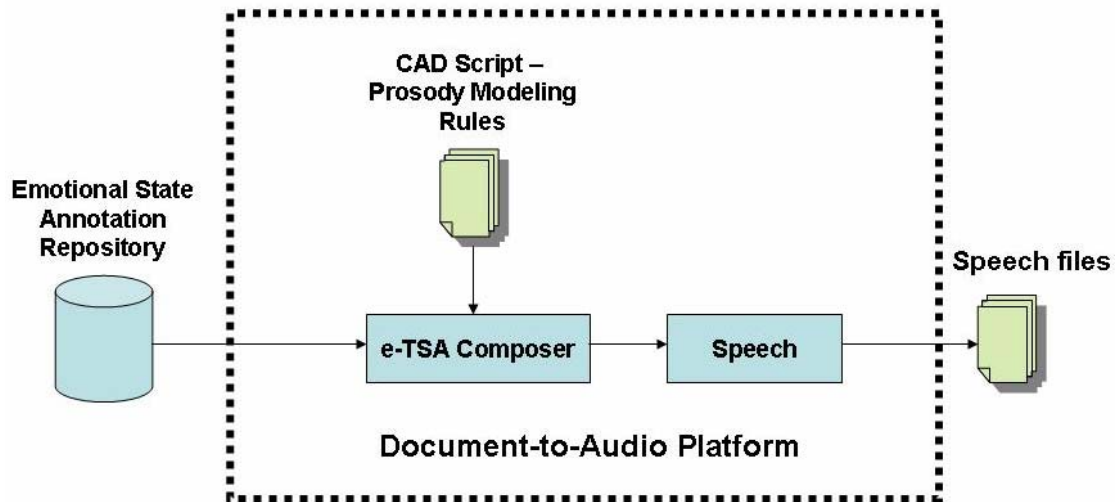 CAD Script –
Prosody Modeling
Rules
Emotional State
Annotation
Repository
Speech files
e-TSA Composer
Speech
Document-to-Audio Platform